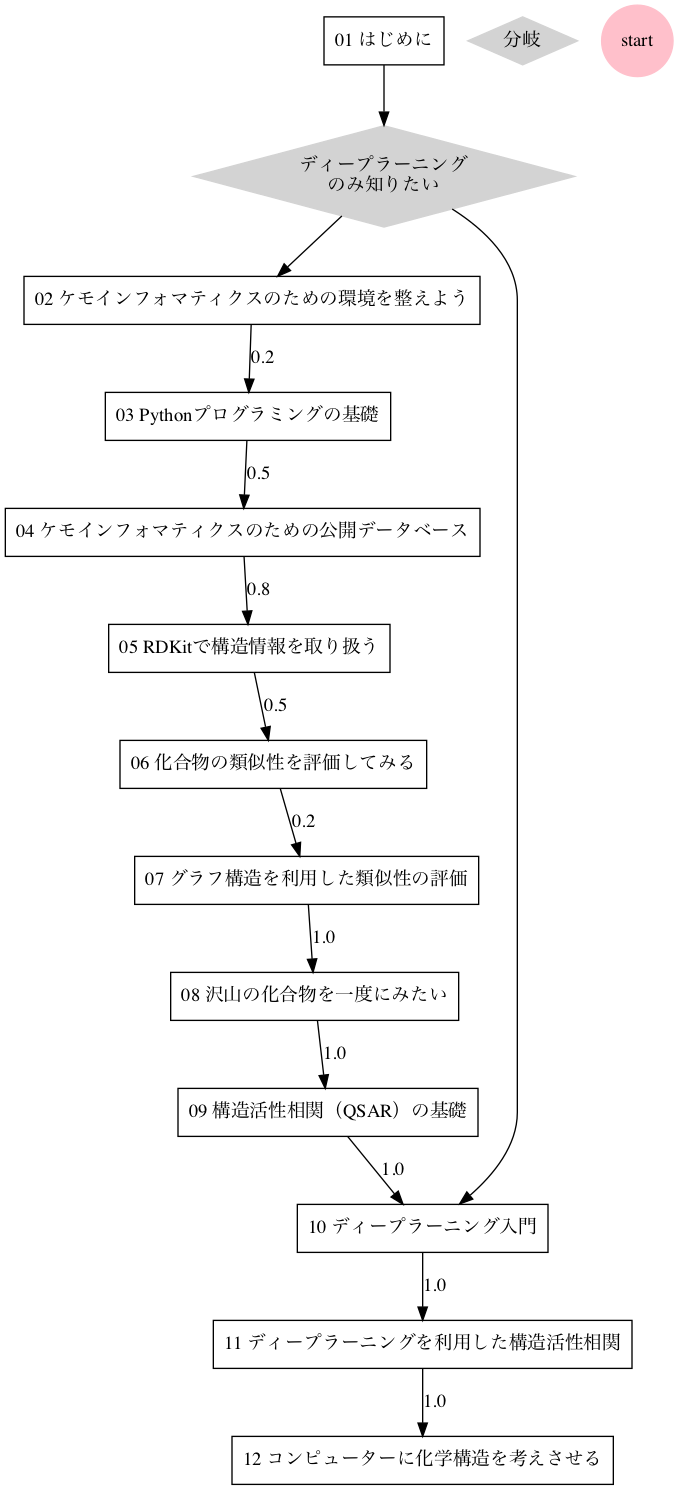 01 はじめに
分岐
start
ディープラーニング
のみ知りたい
02 ケモインフォマティクスのための環境を整えよう
0.2
03 Pythonプログラミングの基礎
0.5
04 ケモインフォマティクスのための公開データベース
0.8
05 RDKitで構造情報を取り扱う
0.5
06 化合物の類似性を評価してみる
0.2
07 グラフ構造を利用した類似性の評価
1.0
08 沢山の化合物を一度にみたい
1.0
09 構造活性相関（QSAR）の基礎
1.0
10 ディープラーニング入門
1.0
11 ディープラーニングを利用した構造活性相関
1.0
12 コンピューターに化学構造を考えさせる